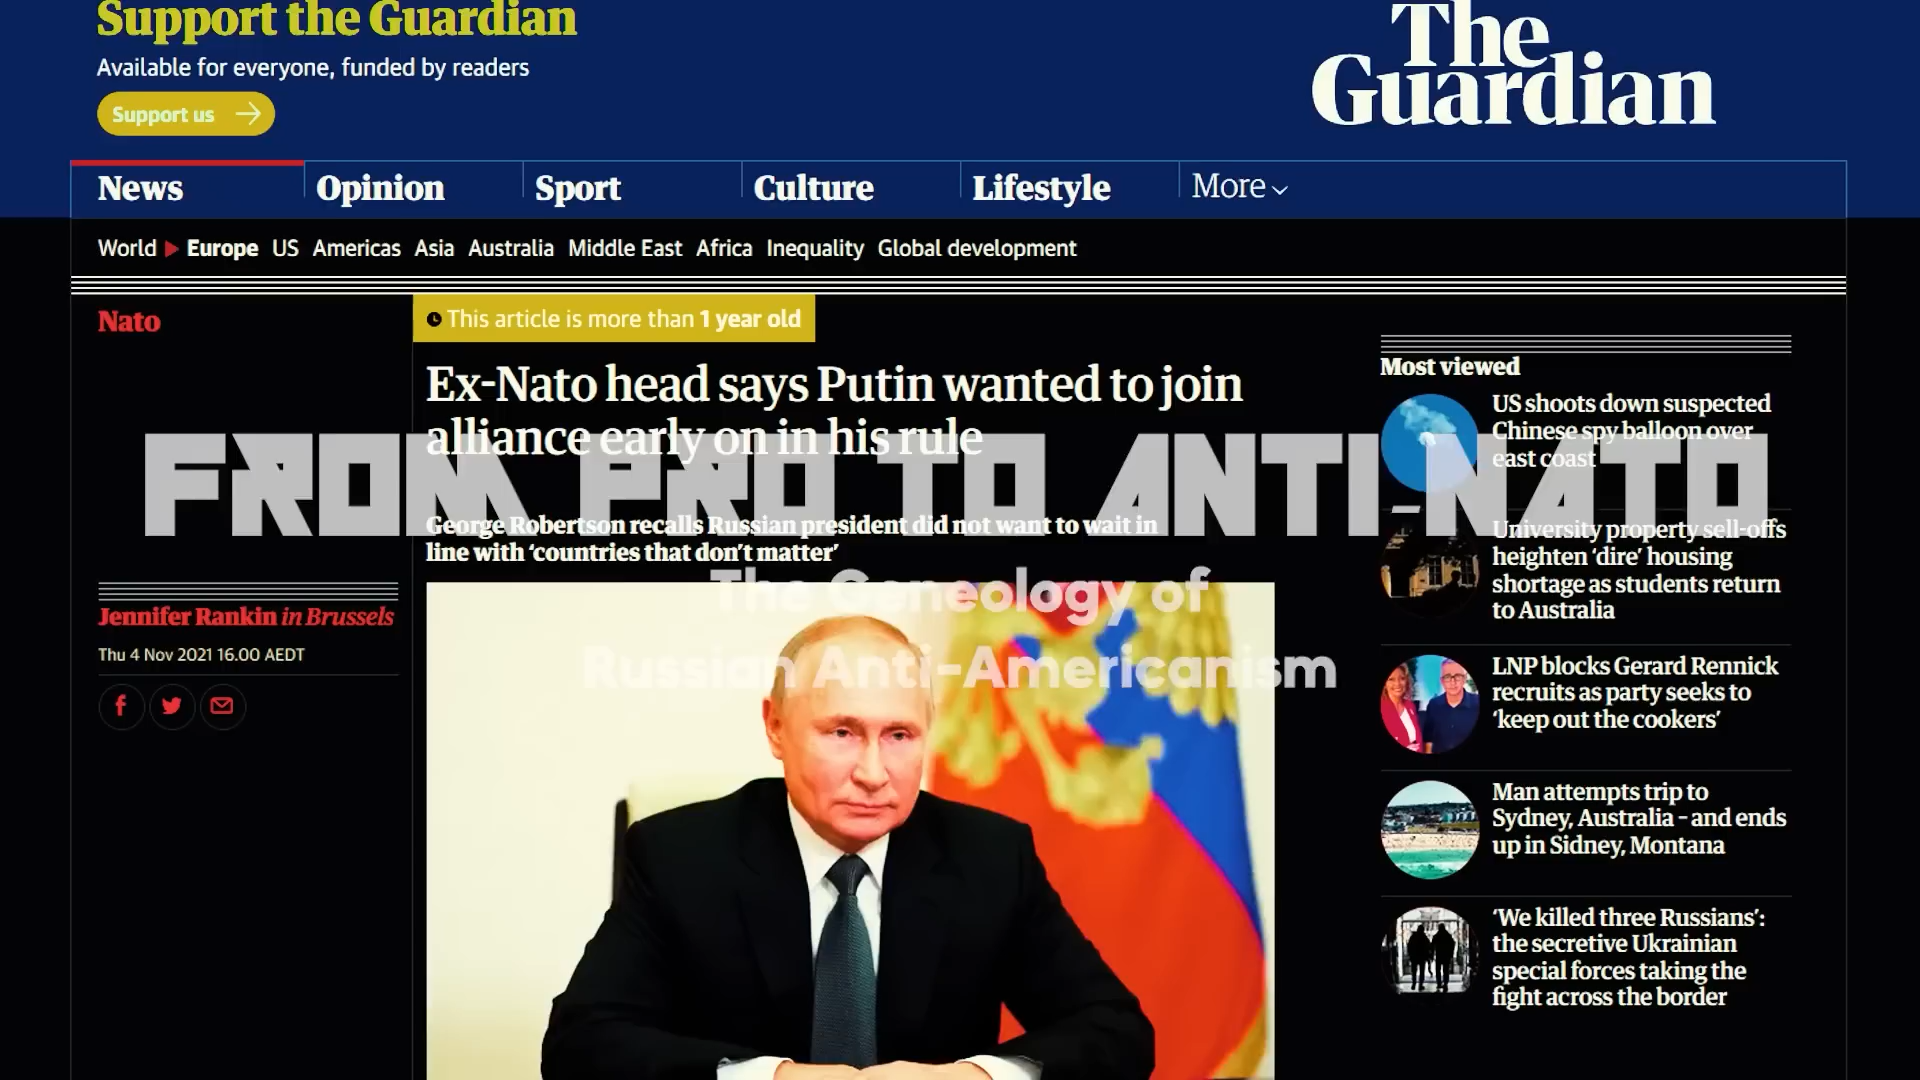 Support the Guardian
Available for everyone, funded by readers
Support us
The
Guardian
News
Opinion
Sport
Culture
Lifestyle
More
World
Europe
US
Americas
Asia
Australia
Middle East
Africa
Inequality
Global development
Nato
This article is more than 1 year old
Ex-Nato head says Putin wanted to join
alliance early on in his rule
George Robertson recalls Russian president did not want to wait in
line with ‘countries that don’t matter’
FROM PRO TO ANTI-NATO
The Geneology of
Russian Anti-Americanism
Jennifer Rankin in Brussels
Thu 4 Nov 2021 16.00 AEDT
Most viewed
US shoots down suspected
Chinese spy balloon over
east coast
University property sell-offs
heighten ‘dire’ housing
shortage as students return
to Australia
LNP blocks Gerard Rennick
recruits as party seeks to
‘keep out the cookers’
Man attempts trip to
Sydney, Australia – and ends
up in Sidney, Montana
‘We killed three Russians’:
the secretive Ukrainian
special forces taking the
fight across the border